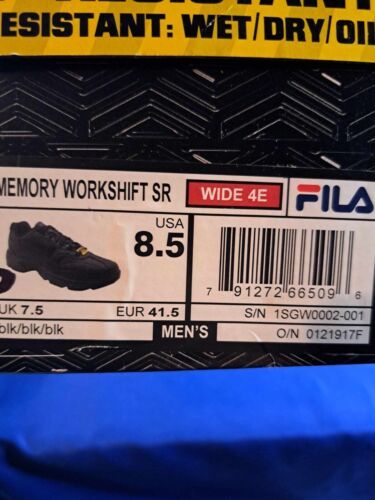 ESISTANT: WET/DRY/OIL
MEMORY WORKSHIFT SR
WIDE 4E
FILA
USA
8.5
7 91272 66509 6
UK 7.5
EUR 41.5
S/N 1SGW0002-001
blk/blk/blk
MEN'S
O/N 0121917F